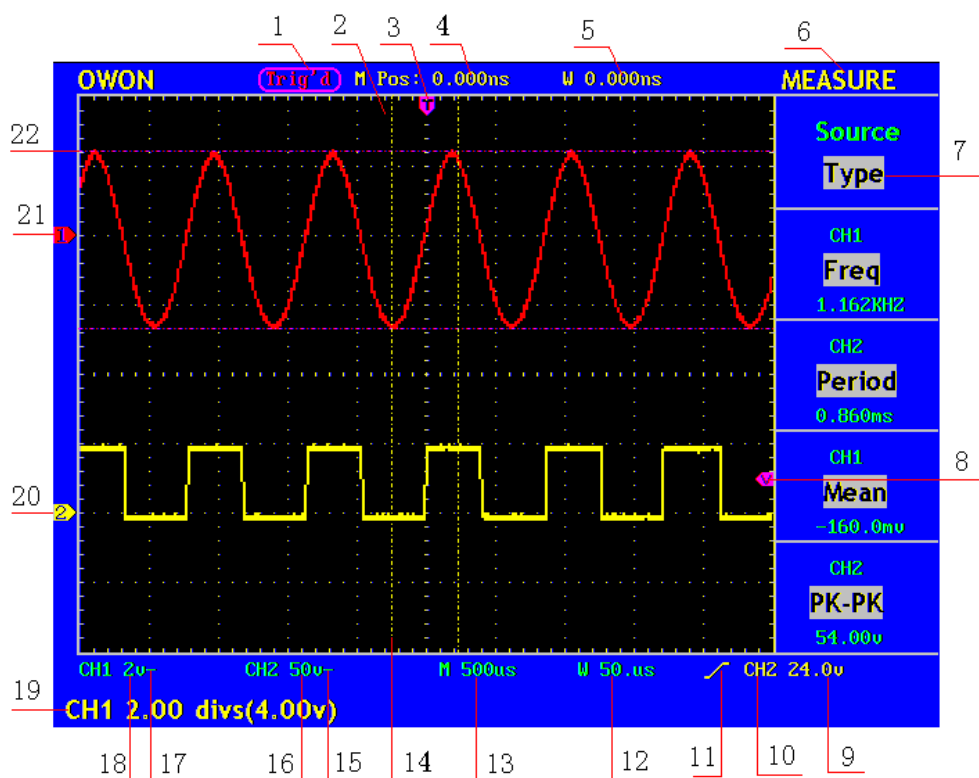 1 2 3 4 5 6
OWON Trig'd M Pos: 0.000ns W 0.000ns MEASURE
T
Source
Type
7
22
21
1
CH1
Freq
1.162KHZ
CH2
Period
0.860ms
CH1
Mean
-160.0mv
8
V
20
2
CH2
PK-PK
54.00v
CH1 2v CH2 50v M 500us W 50.us CH2 24.0v
19
CH1 2.00 divs(4.00v)
18 17 16 15 14 13 12 11 10 9